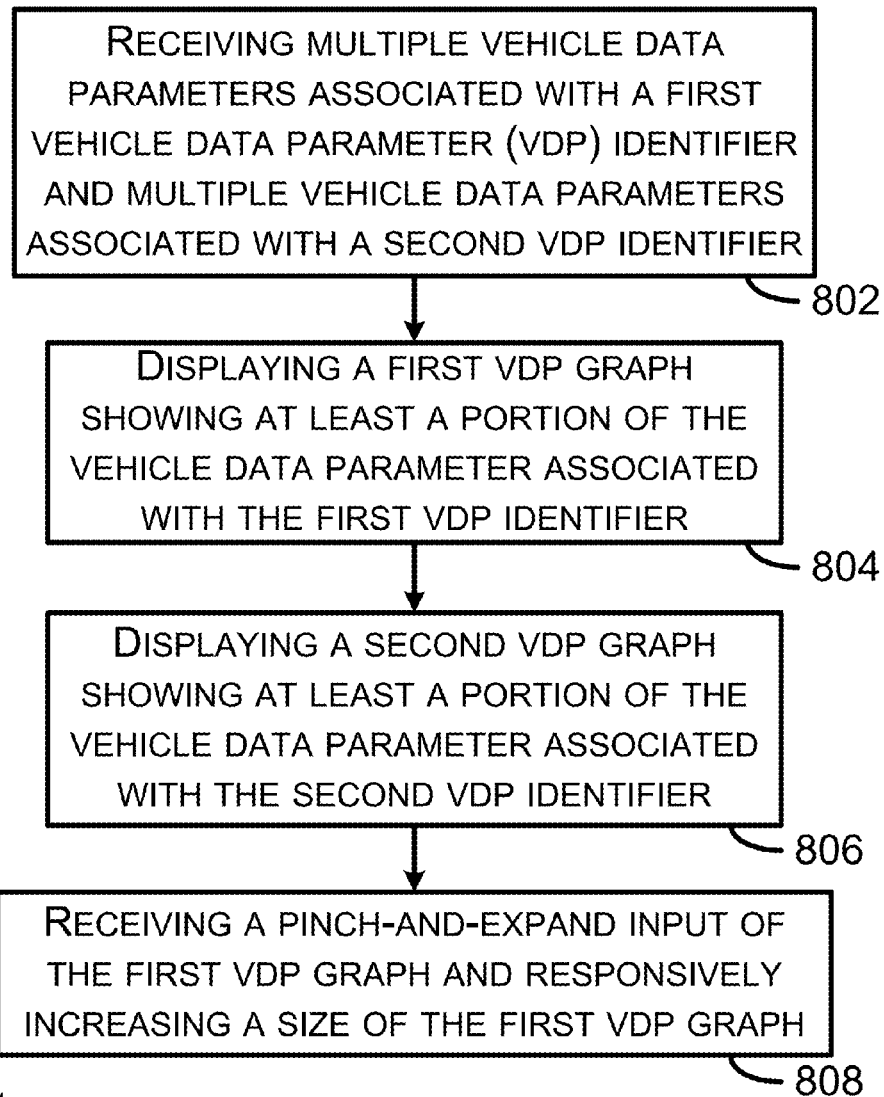 RECEIVING MULTIPLE VEHICLE DATA
PARAMETERS ASSOCIATED WITH A FIRST
VEHICLE DATA PARAMETER (VDP) IDENTIFIER
AND MULTIPLE VEHICLE DATA PARAMETERS
ASSOCIATED WITH A SECOND VDP IDENTIFIER
802
DISPLAYING A FIRST VDP GRAPH
SHOWING AT LEAST A PORTION OF THE
VEHICLE DATA PARAMETER ASSOCIATED
WITH THE FIRST VDP IDENTIFIER
804
DISPLAYING A SECOND VDP GRAPH
SHOWING AT LEAST A PORTION OF THE
VEHICLE DATA PARAMETER ASSOCIATED
WITH THE SECOND VDP IDENTIFIER
806
RECEIVING A PINCH-AND-EXPAND INPUT OF
THE FIRST VDP GRAPH AND RESPONSIVELY
INCREASING A SIZE OF THE FIRST VDP GRAPH
808